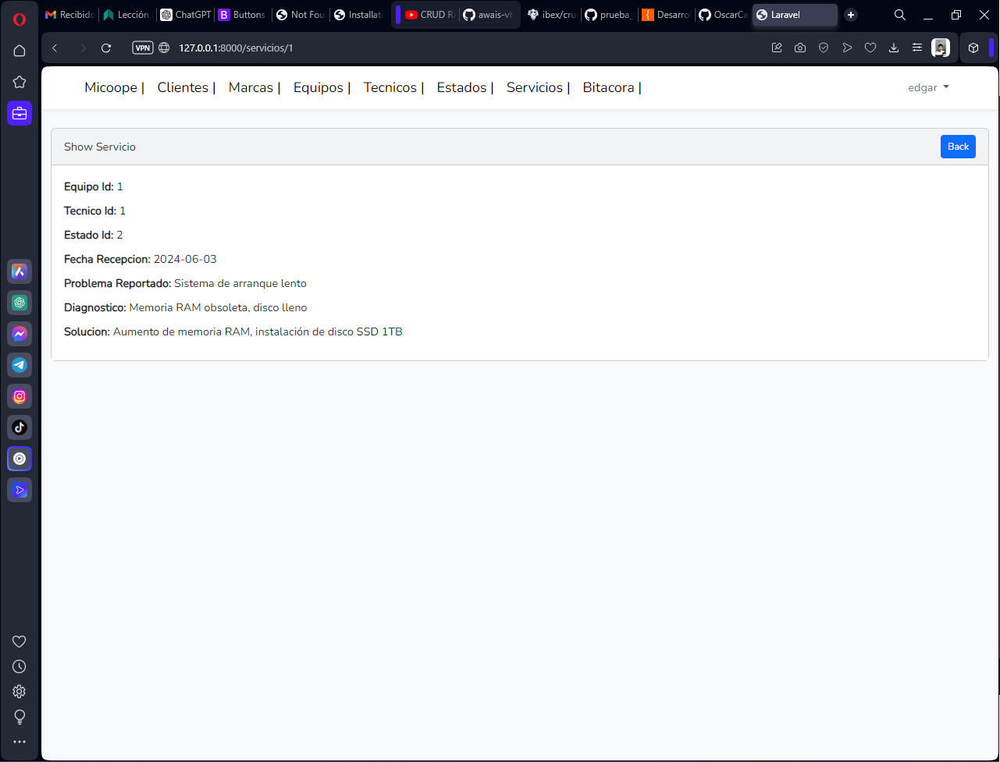 Recibido
Lección
ChatGPT
Buttons
Not Fou
Installati
CRUD RA
awais-vt
ibex/cru
prueba_
Desarrol
OscarCa
Laravel
VPN
127.0.0.1:8000/servicios/1
Micoope | Clientes | Marcas | Equipos | Tecnicos | Estados | Servicios | Bitacora |
edgar
Show Servicio
Back
Equipo Id: 1
Tecnico Id: 1
Estado Id: 2
Fecha Recepcion: 2024-06-03
Problema Reportado: Sistema de arranque lento
Diagnostico: Memoria RAM obsoleta, disco lleno
Solucion: Aumento de memoria RAM, instalación de disco SSD 1TB